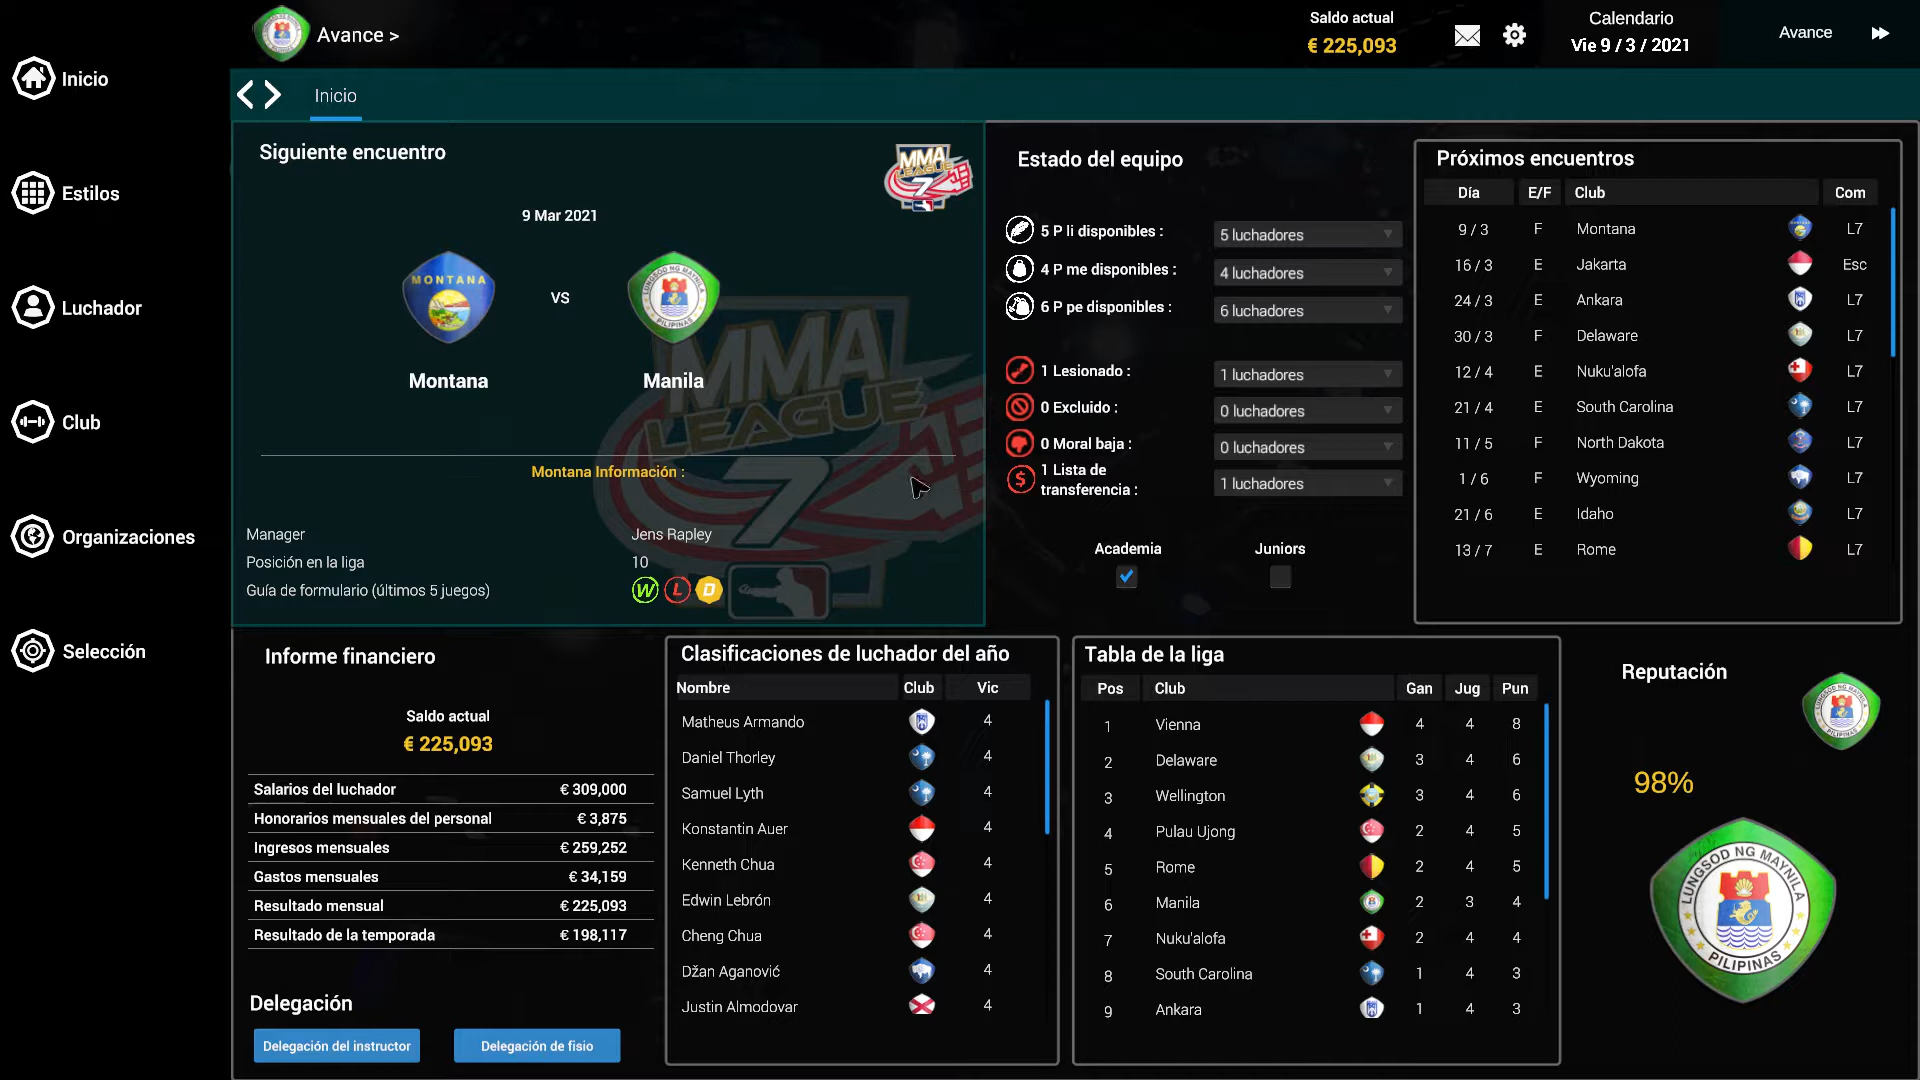 Avance >
Saldo actual
€ 225,093
Calendario
Vie 9 / 3 / 2021
Avance
Inicio
Estilos
Luchador
Club
Organizaciones
Selección
Inicio
Siguiente encuentro
MMA
LEAGUE
7
9 Mar 2021
MONTANA
VS
LUNGSOD NG MAYNILA
PILIPINAS
Montana
Manila
MMA
LEAGUE
7
Montana Información :
Manager
Jens Rapley
Posición en la liga
10
Guía de formulario (últimos 5 juegos)
W L D
Estado del equipo
5 P li disponibles :
5 luchadores
4 P me disponibles :
4 luchadores
6 P pe disponibles :
6 luchadores
1 Lesionado :
1 luchadores
0 Excluido :
0 luchadores
0 Moral baja :
0 luchadores
1 Lista de
transferencia :
1 luchadores
Academia
Juniors
Próximos encuentros
Día E/F Club Com
9 / 3 F Montana L7
16 / 3 E Jakarta Esc
24 / 3 E Ankara L7
30 / 3 F Delaware L7
12 / 4 E Nuku'alofa L7
21 / 4 E South Carolina L7
11 / 5 F North Dakota L7
1 / 6 F Wyoming L7
21 / 6 E Idaho L7
13 / 7 E Rome L7
Informe financiero
Saldo actual
€ 225,093
Salarios del luchador € 309,000
Honorarios mensuales del personal € 3,875
Ingresos mensuales € 259,252
Gastos mensuales € 34,159
Resultado mensual € 225,093
Resultado de la temporada € 198,117
Delegación
Delegación del instructor
Delegación de fisio
Clasificaciones de luchador del año
Nombre Club Vic
Matheus Armando 4
Daniel Thorley 4
Samuel Lyth 4
Konstantin Auer 4
Kenneth Chua 4
Edwin Lebrón 4
Cheng Chua 4
Džan Aganović 4
Justin Almodovar 4
Tabla de la liga
Pos Club Gan Jug Pun
1 Vienna 4 4 8
2 Delaware 3 4 6
3 Wellington 3 4 6
4 Pulau Ujong 2 4 5
5 Rome 2 4 5
6 Manila 2 3 4
7 Nuku'alofa 2 4 4
8 South Carolina 1 4 3
9 Ankara 1 4 3
Reputación
98%
LUNGSOD NG MAYNILA
PILIPINAS